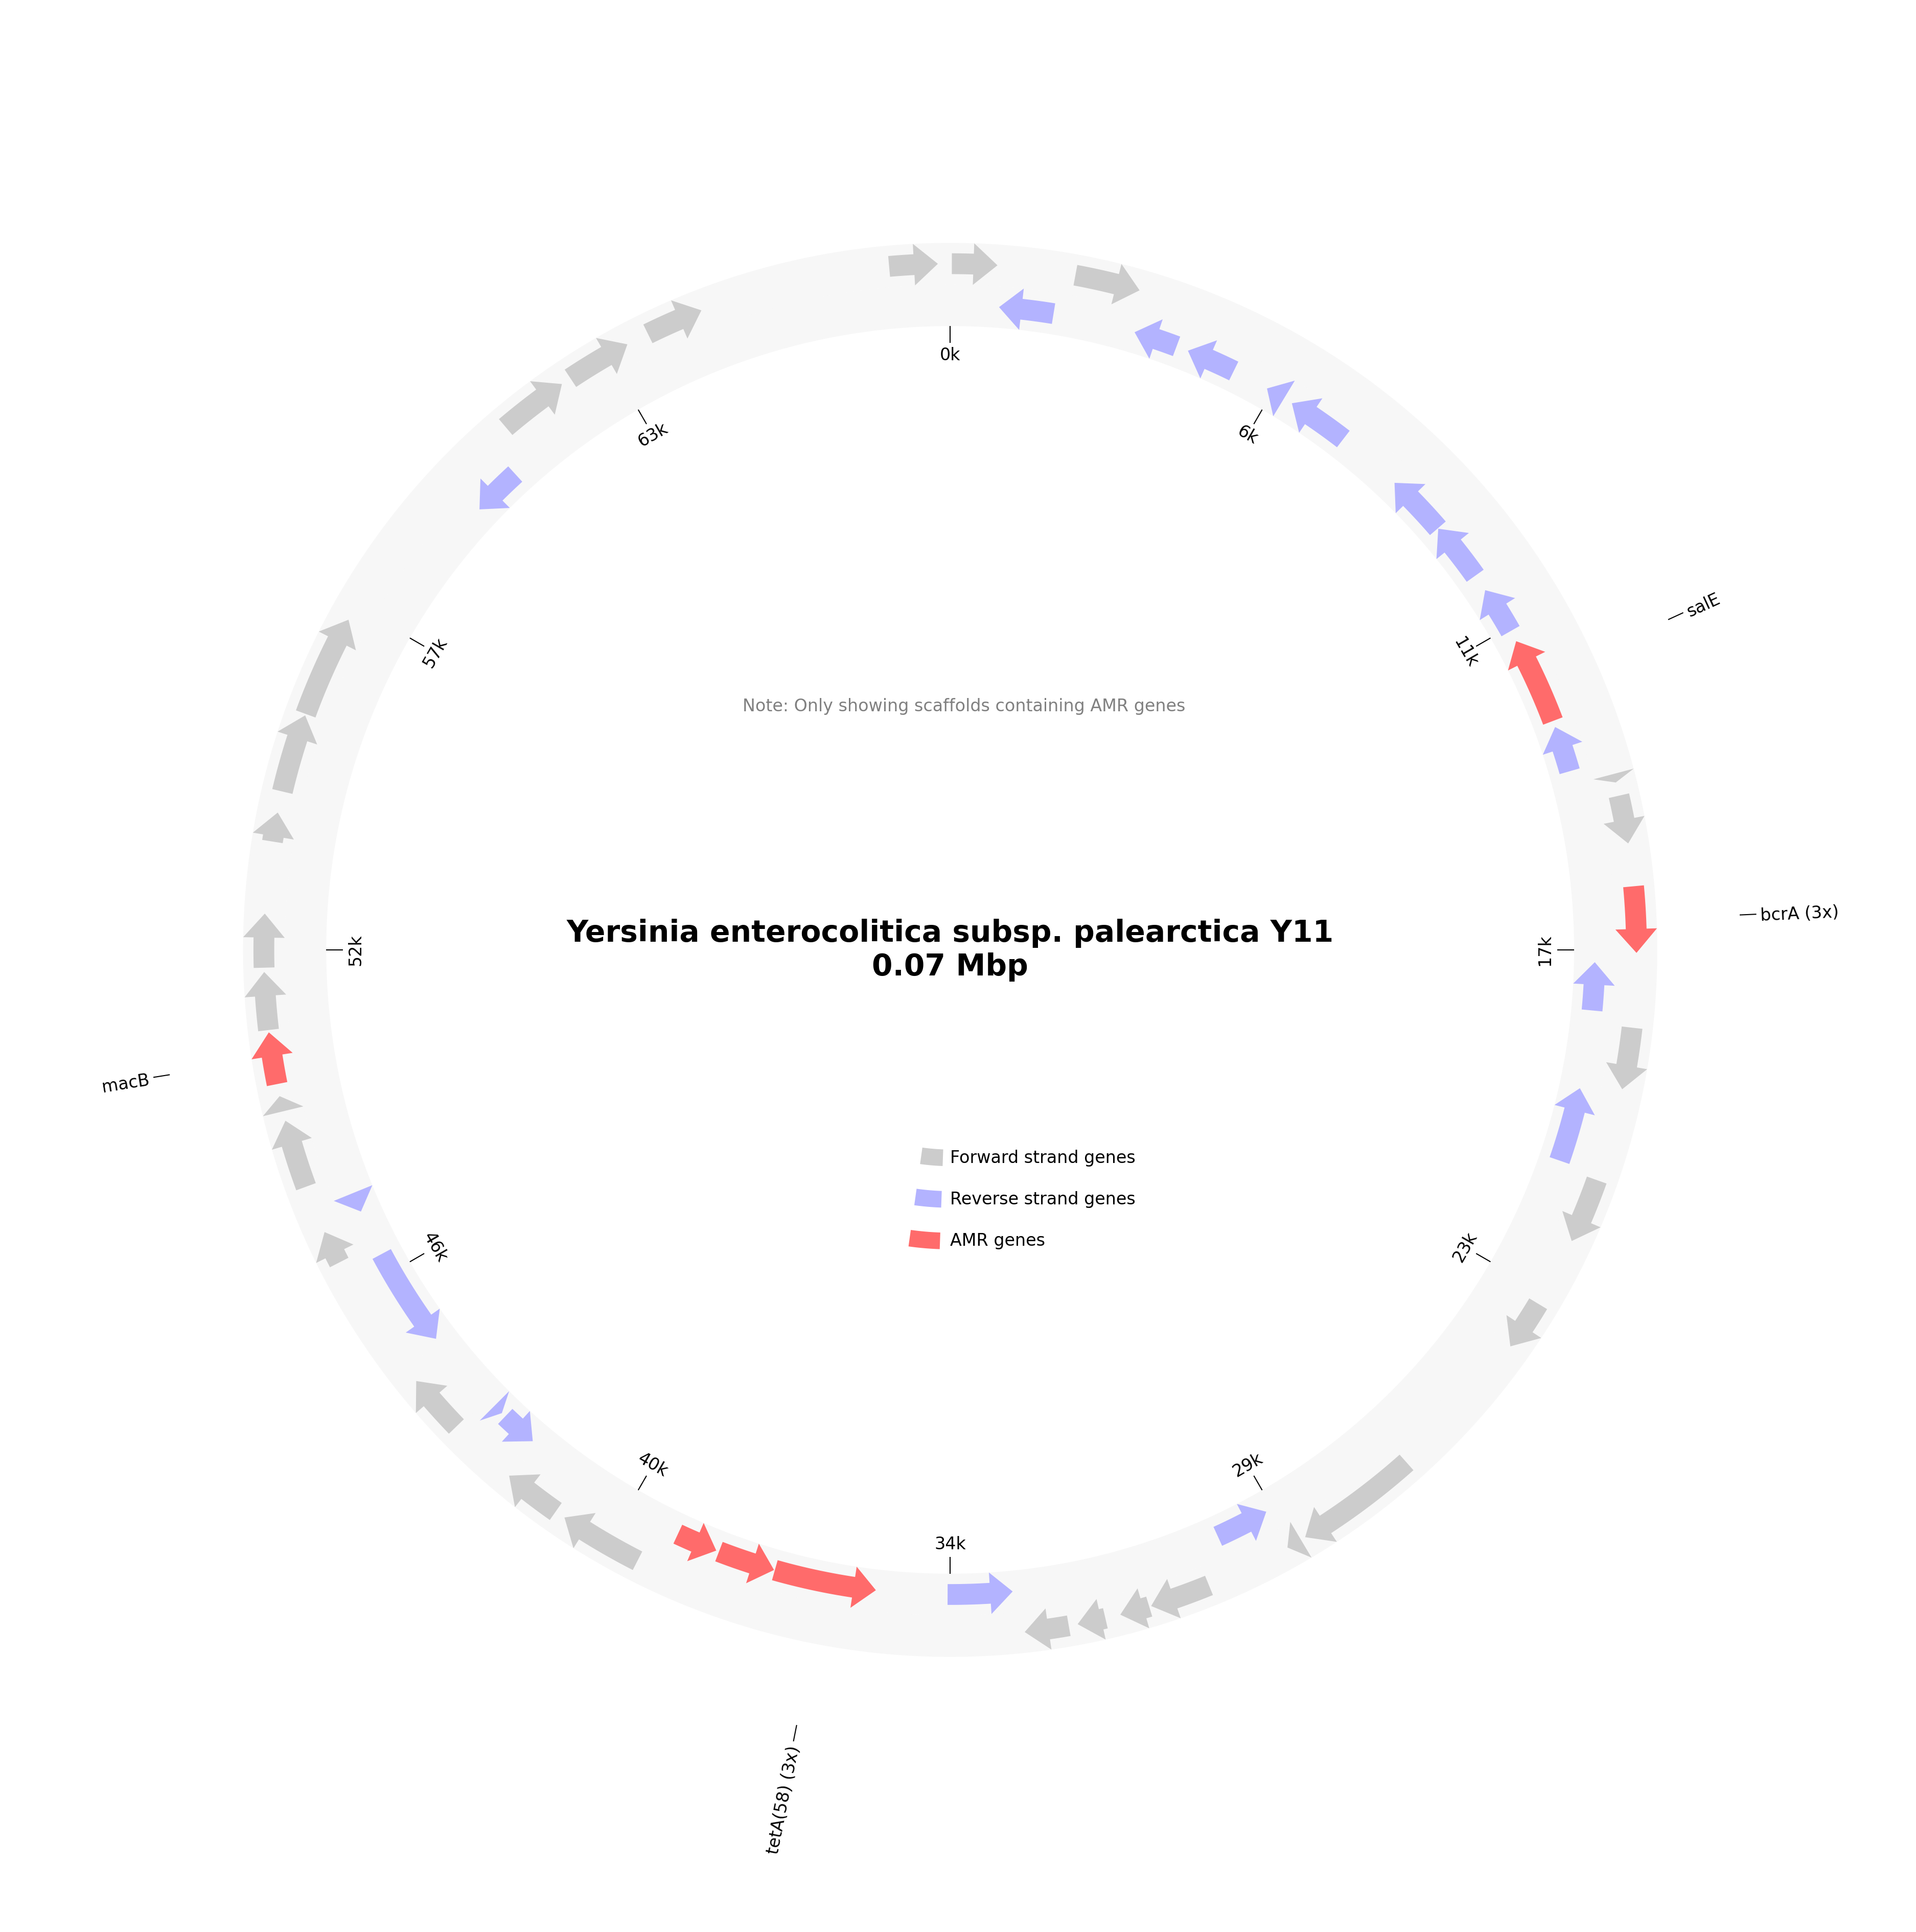 0k
63k
6k
57k
salE
11k
Note: Only showing scaffolds containing AMR genes
bcrA (3x)
Yersinia enterocolitica subsp. palearctica Y11
0.07 Mbp
52k
17k
macB
Forward strand genes
Reverse strand genes
AMR genes
46k
23k
40k
29k
34k
tetA(58) (3x)